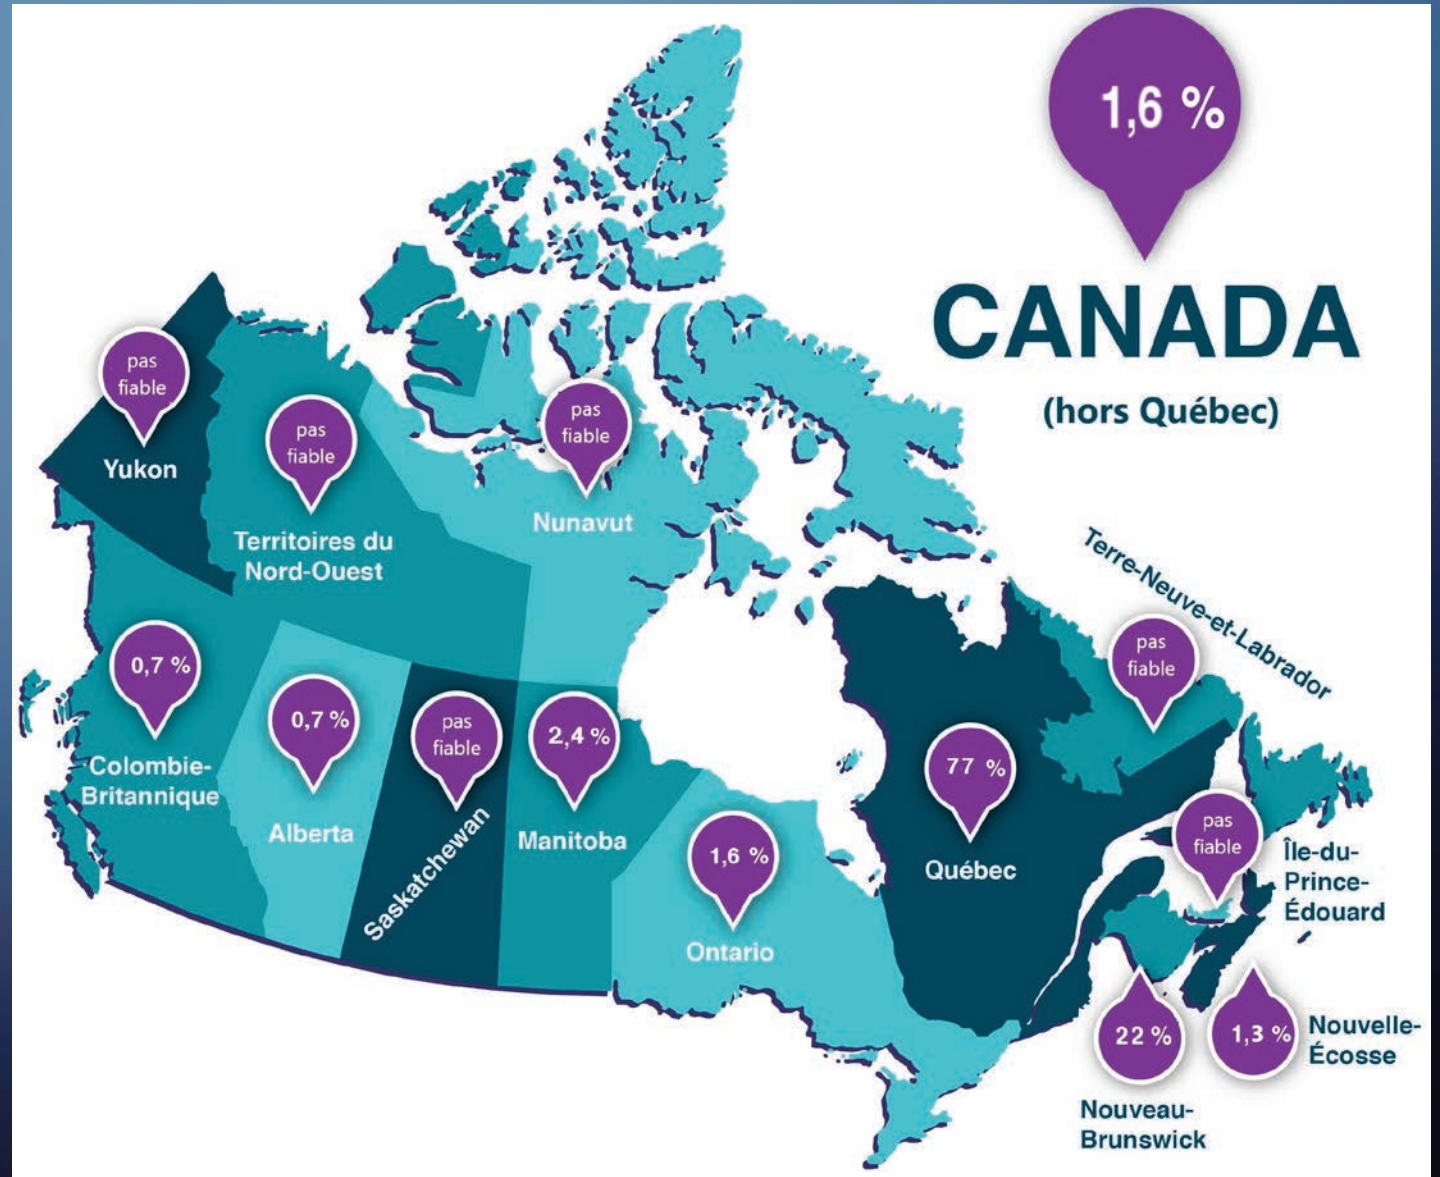 1,6 %
CANADA
(hors Québec)
pas
fiable
Yukon
pas
fiable
Territoires du
Nord-Ouest
pas
fiable
Nunavut
Terre-Neuve-et-Labrador
pas
fiable
0,7 %
Colombie-
Britannique
0,7 %
Alberta
pas
fiable
Saskatchewan
2,4 %
Manitoba
1,6 %
Ontario
77 %
Québec
pas
fiable
Île-du-
Prince-
Édouard
22 %
Nouveau-
Brunswick
1,3 %
Nouvelle-
Écosse